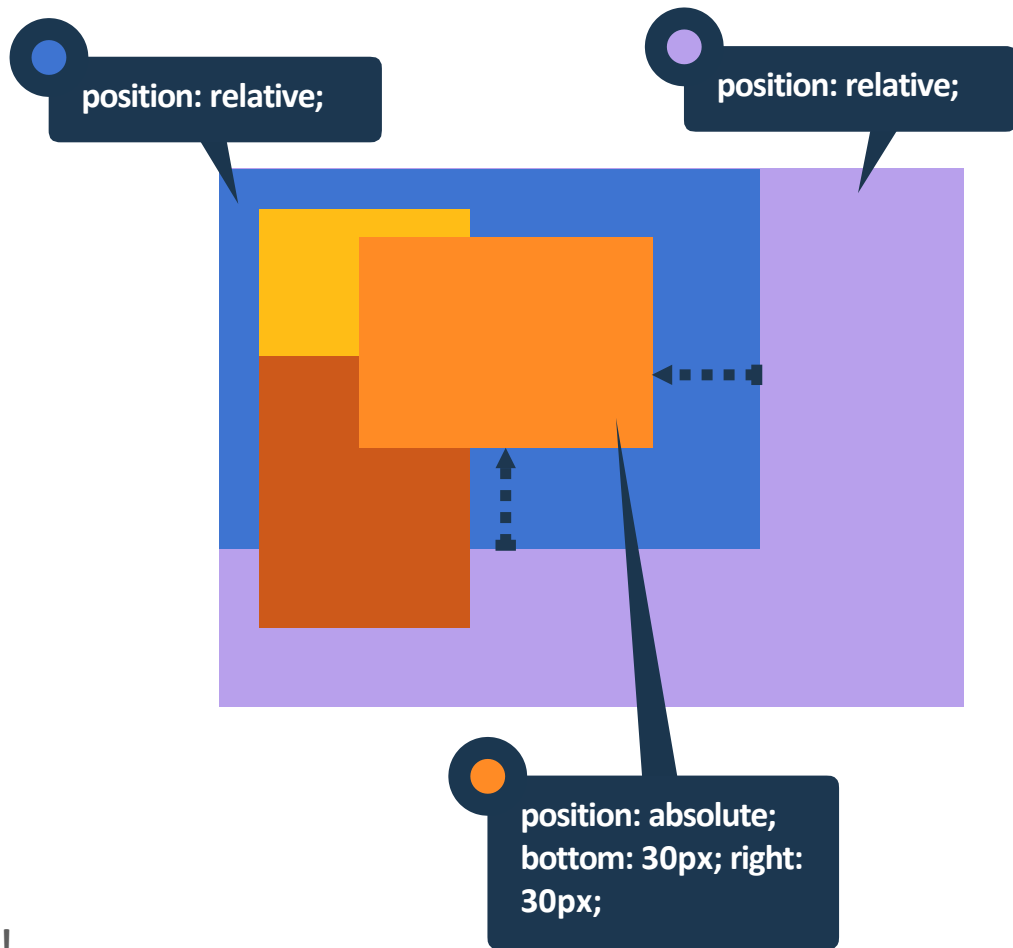 position: relative;
position: relative;
position: absolute;
bottom: 30px; right:
30px;